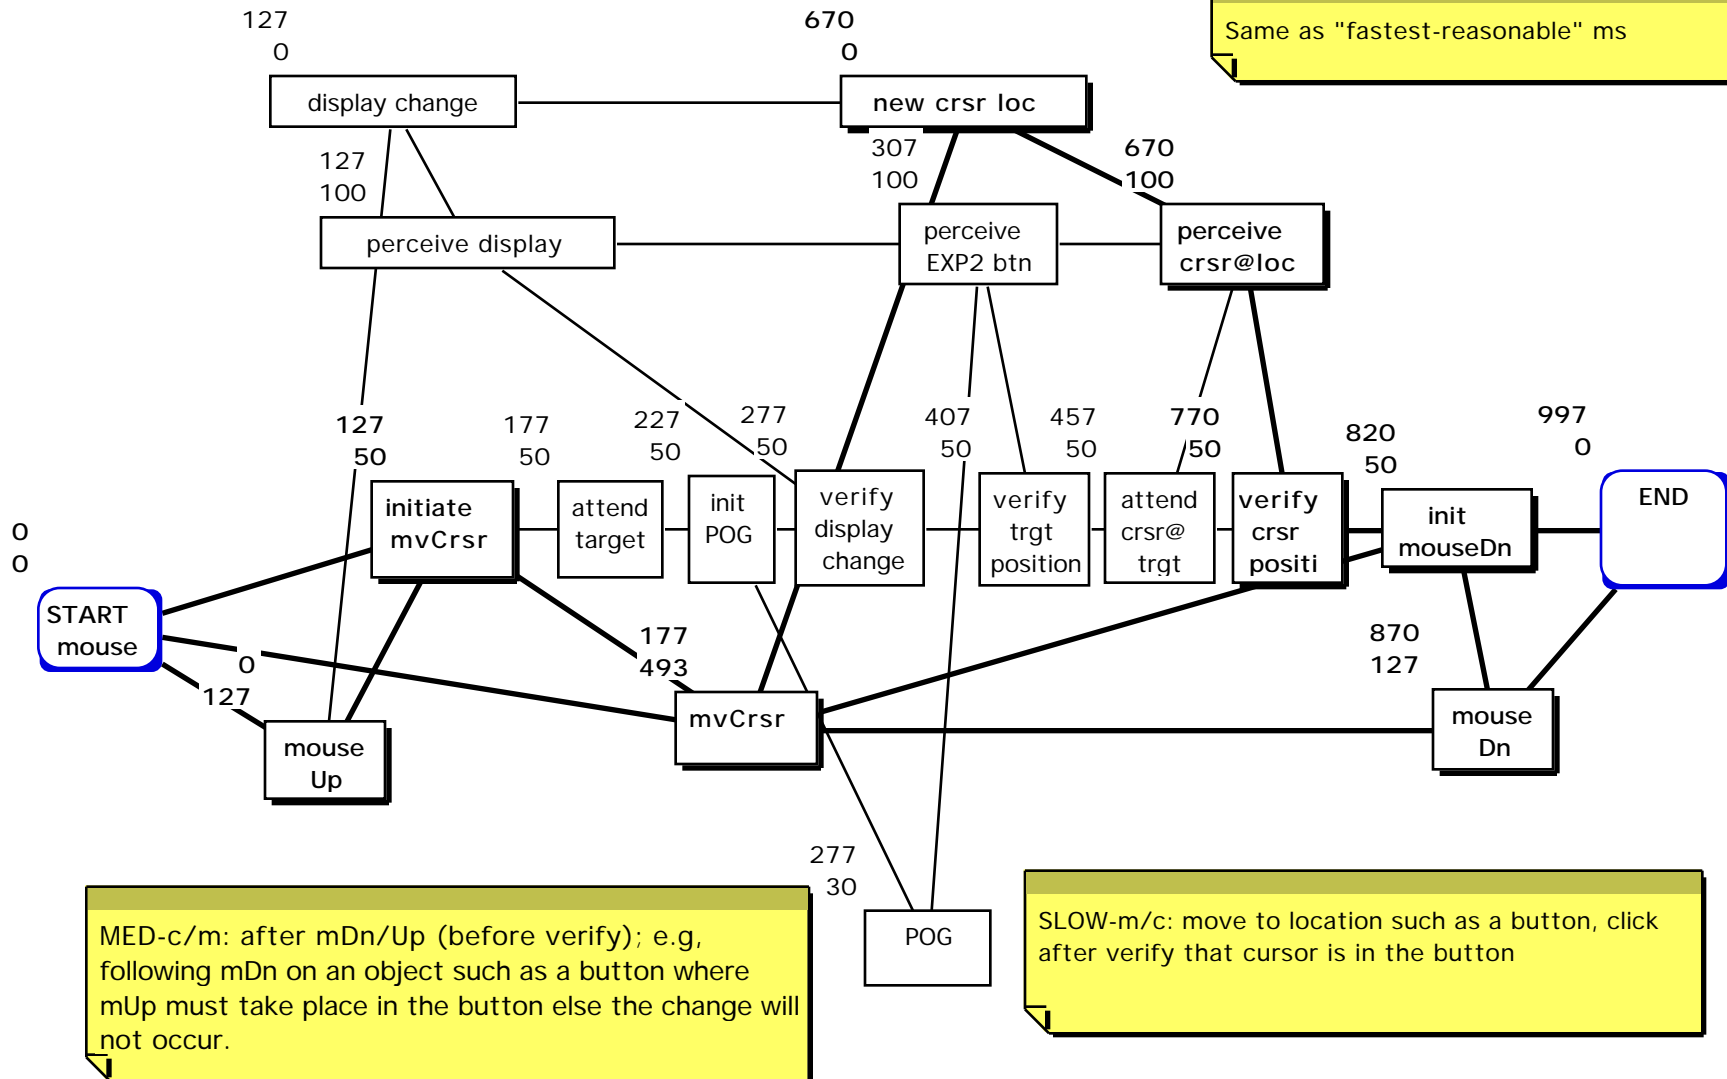 127
0
670
0
Same as "fastest-reasonable" ms
display change
new crsr loc
127
100
307
100
670
100
perceive display
perceive
EXP2 btn
perceive
crsr@loc
127
50
177
50
227
50
277
50
407
50
457
50
770
50
820
50
997
0
initiate
mvCrsr
attend
target
init
POG
verify
display
change
verify
trgt
position
attend
crsr@
trgt
verify
crsr
positi
init
mouseDn
END
0
0
START
mouse
0
127
177
493
870
127
mouse
Up
mvCrsr
mouse
Dn
277
30
POG
MED-c/m: after mDn/Up (before verify); e.g,
following mDn on an object such as a button where
mUp must take place in the button else the change will
not occur.
SLOW-m/c: move to location such as a button, click
after verify that cursor is in the button